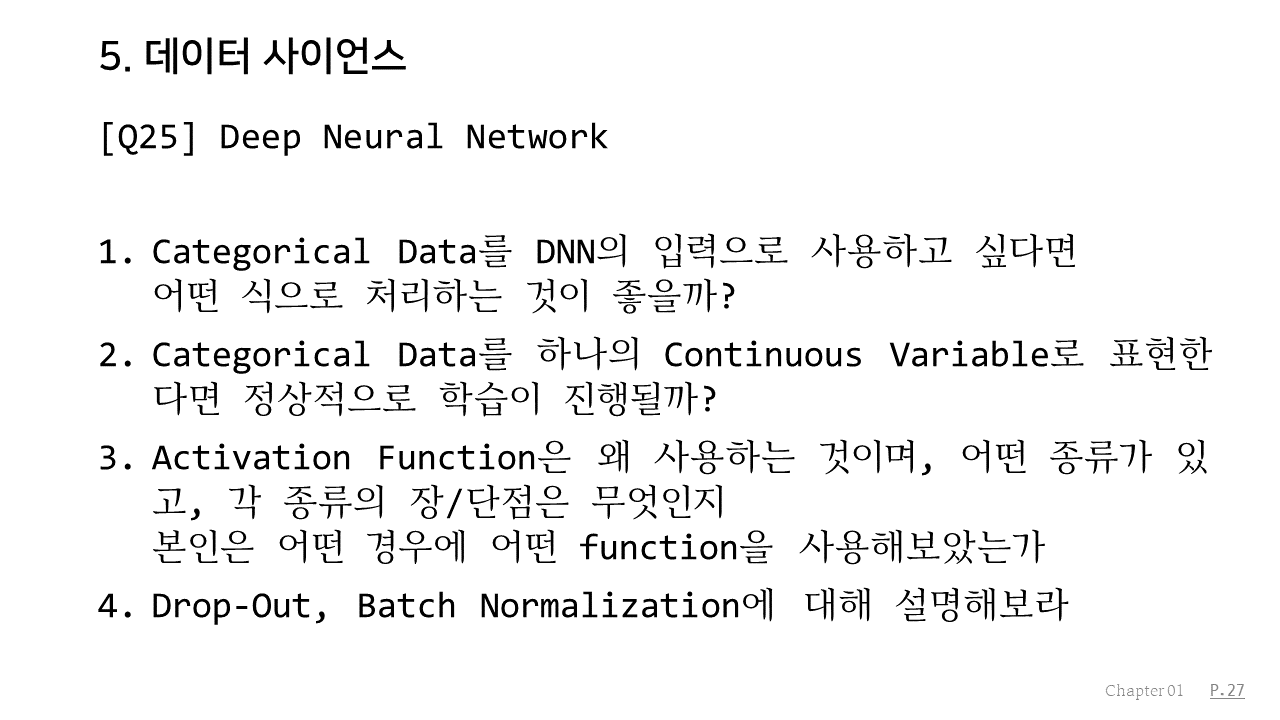 5. 데이터 사이언스
[Q25] Deep Neural Network
1. Categorical Data를 DNN의 입력으로 사용하고 싶다면
어떤 식으로 처리하는 것이 좋을까?
2. Categorical Data를 하나의 Continuous Variable로 표현한
다면 정상적으로 학습이 진행될까?
3. Activation Function은 왜 사용하는 것이며, 어떤 종류가 있
고, 각 종류의 장/단점은 무엇인지
본인은 어떤 경우에 어떤 function을 사용해보았는가
4. Drop-Out, Batch Normalization에 대해 설명해보라
Chapter 01 P.27